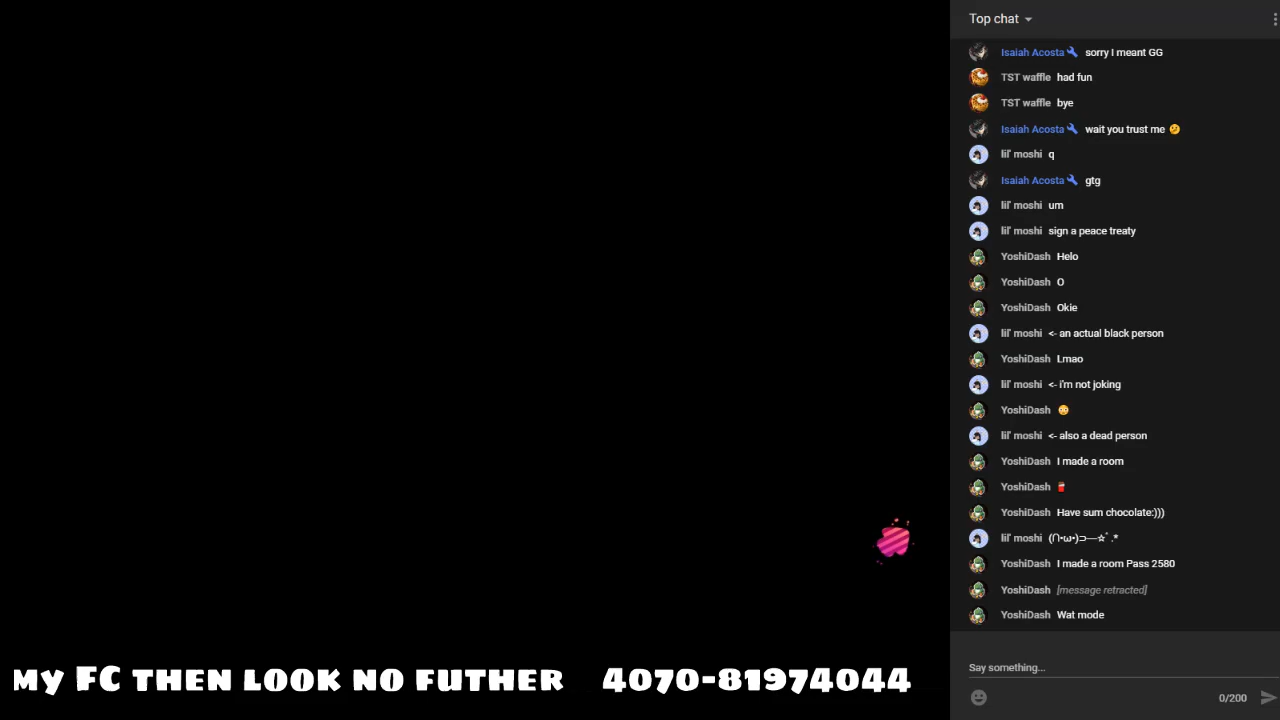 Top chat
Isaiah Acosta sorry I meant GG
TST waffle had fun
TST waffle bye
Isaiah Acosta wait you trust me 🤨
lil' moshi q
Isaiah Acosta gtg
lil' moshi um
lil' moshi sign a peace treaty
YoshiDash Helo
YoshiDash O
YoshiDash Okie
lil' moshi <- an actual black person
YoshiDash Lmao
lil' moshi <- i'm not joking
YoshiDash 😳
lil' moshi <- also a dead person
YoshiDash I made a room
YoshiDash 🍫
YoshiDash Have sum chocolate:)))
lil' moshi (∩•ω•)⊃—☆ﾟ.*
YoshiDash I made a room Pass 2580
YoshiDash [message retracted]
YoshiDash Wat mode
Say something...
0/200
my FC then look no futher 4070-81974044